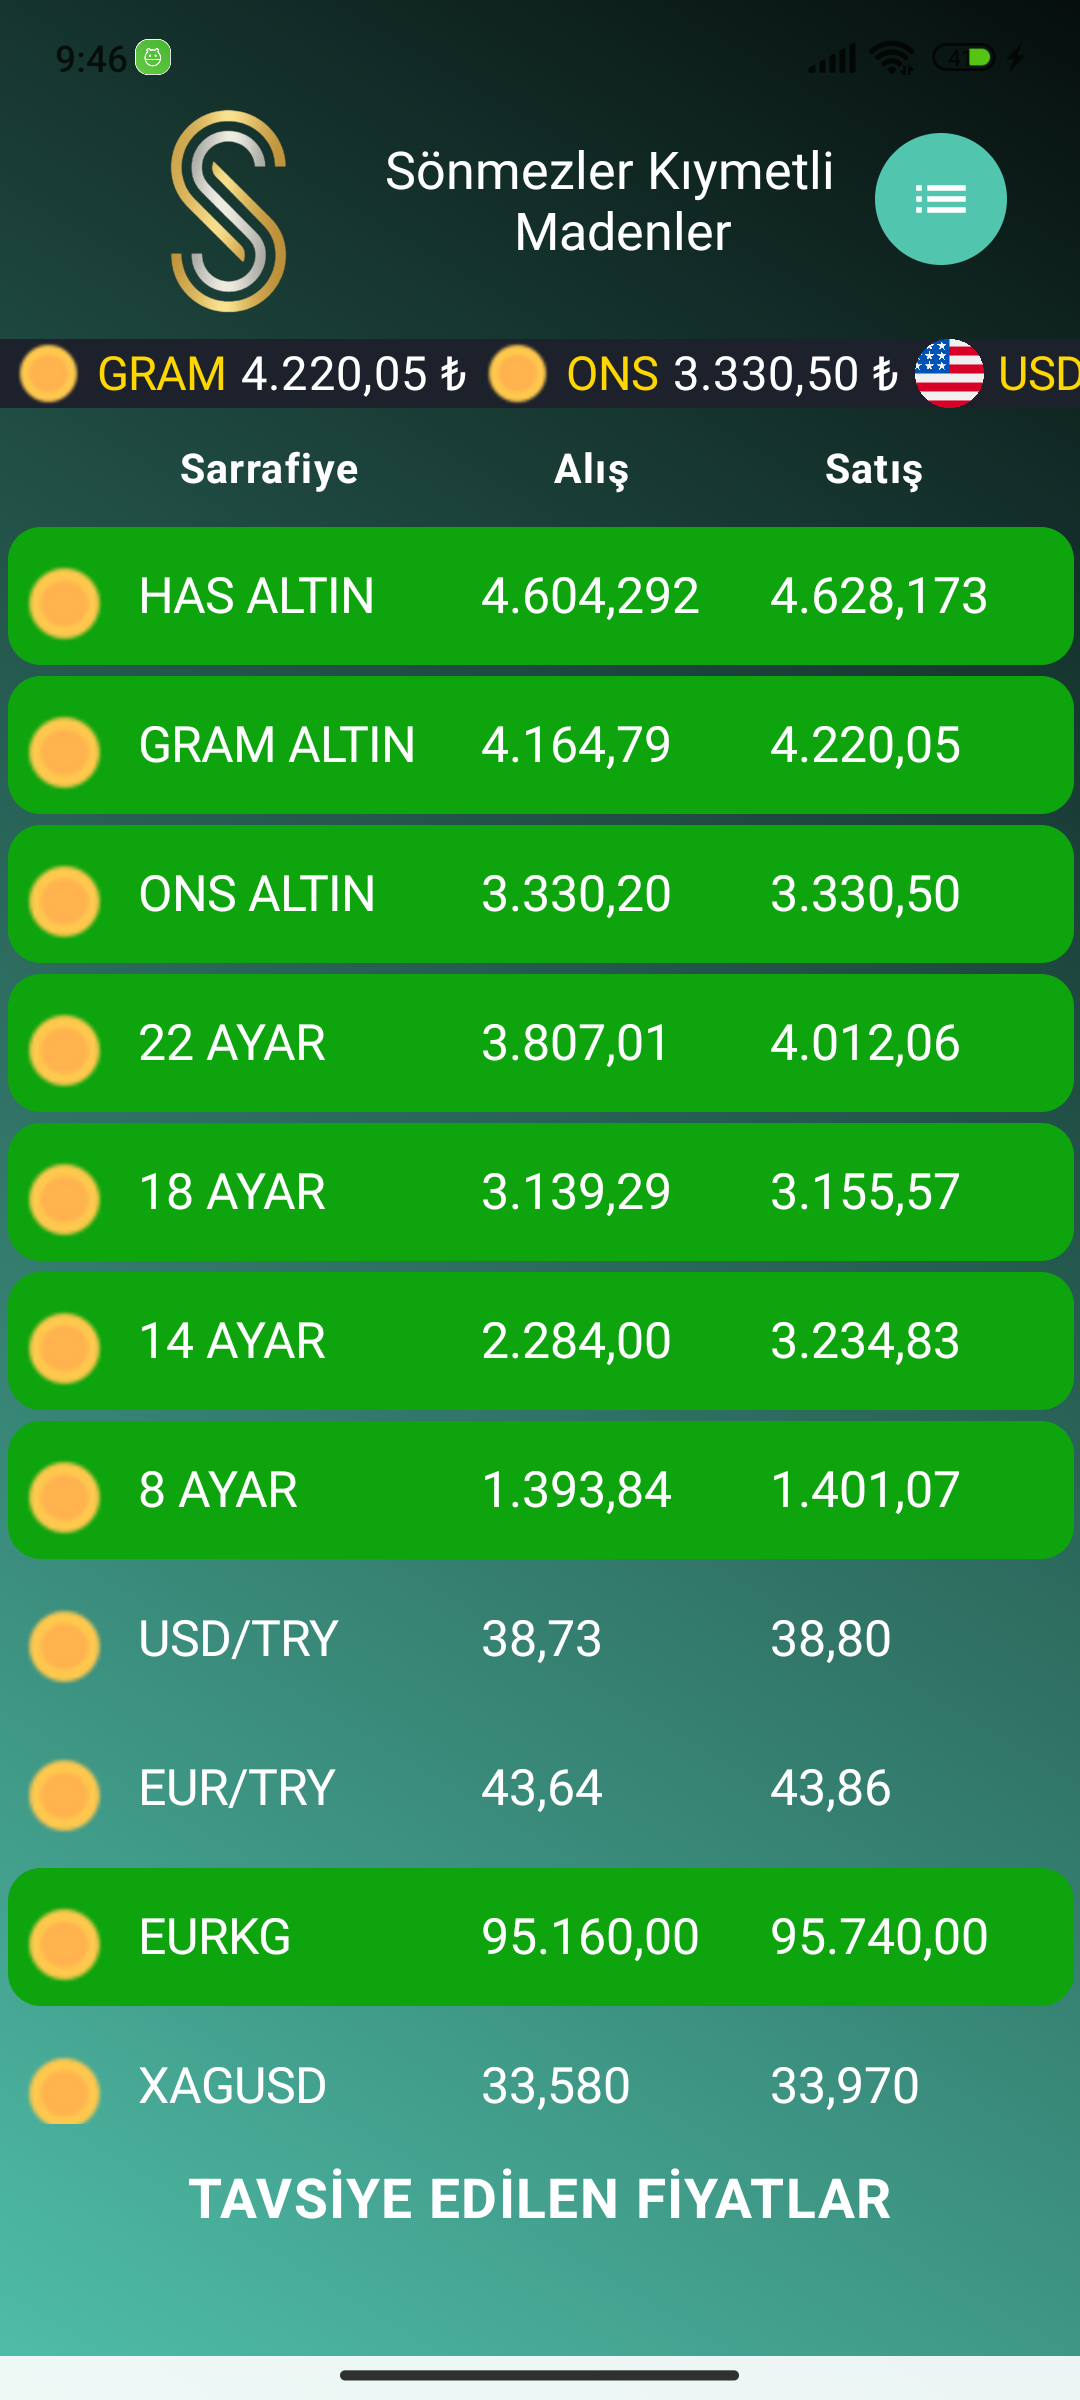 9:46
41
Sönmezler Kıymetli
Madenler
GRAM 4.220,05 ₺ ONS 3.330,50 ₺ USD
Sarrafiye Alış Satış
HAS ALTIN 4.604,292 4.628,173
GRAM ALTIN 4.164,79 4.220,05
ONS ALTIN 3.330,20 3.330,50
22 AYAR 3.807,01 4.012,06
18 AYAR 3.139,29 3.155,57
14 AYAR 2.284,00 3.234,83
8 AYAR 1.393,84 1.401,07
USD/TRY 38,73 38,80
EUR/TRY 43,64 43,86
EURKG 95.160,00 95.740,00
XAGUSD 33,580 33,970
TAVSİYE EDİLEN FİYATLAR